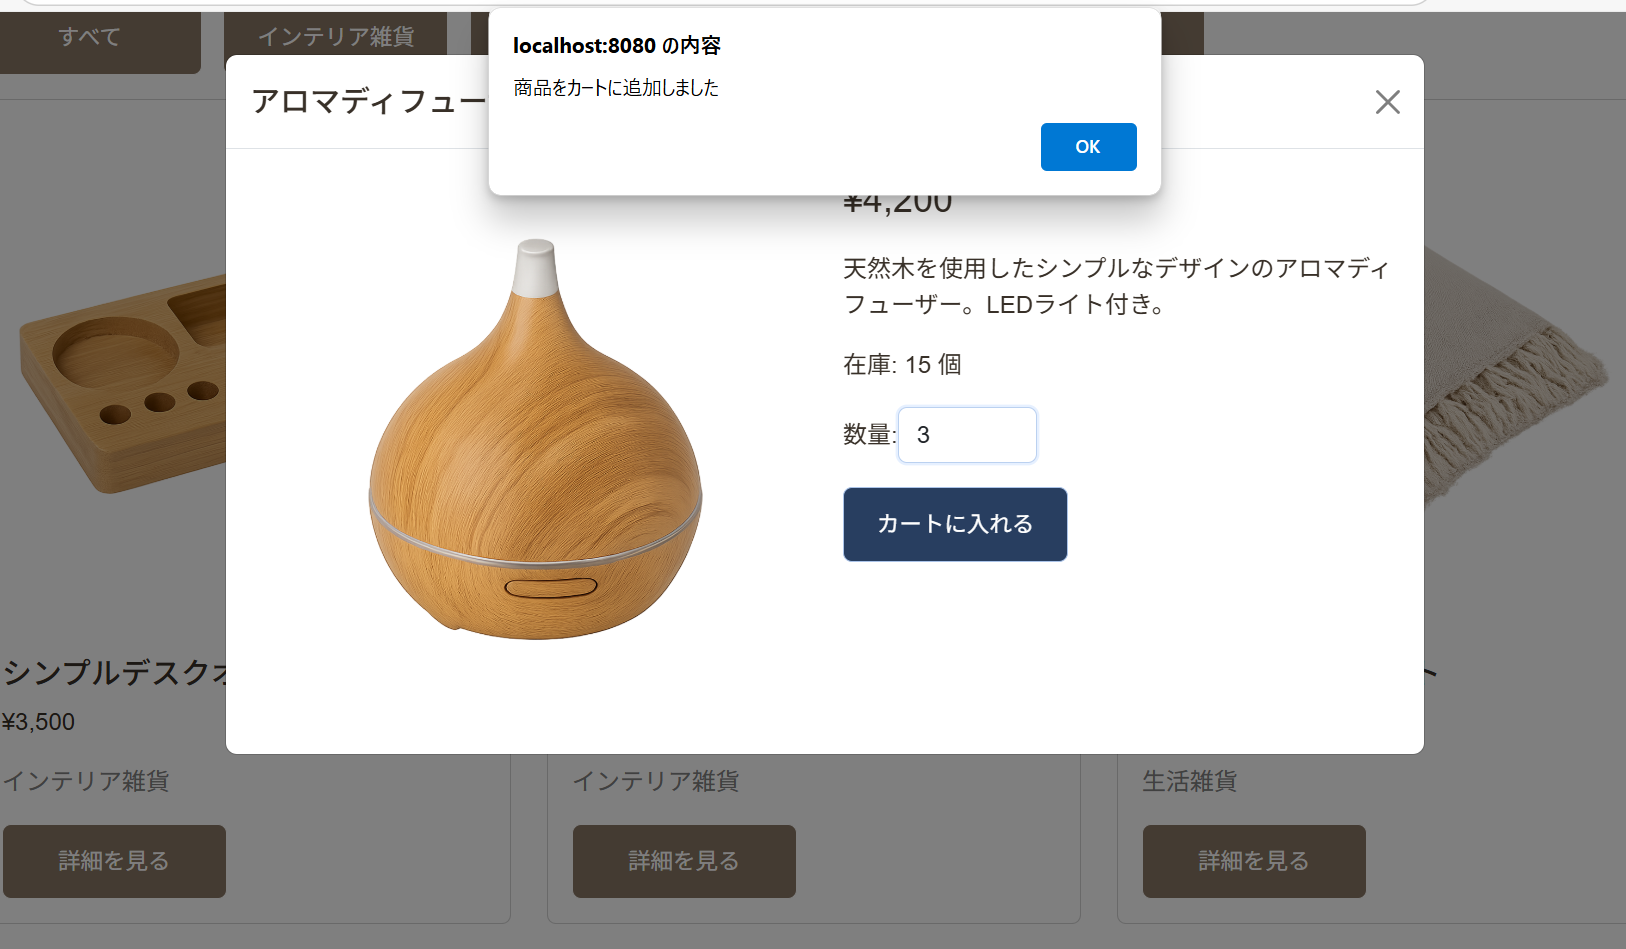 すべて
インテリア雑貨
localhost:8080 の内容
商品をカートに追加しました
OK
アロマディフュー
¥4,200
天然木を使用したシンプルなデザインのアロマディ
フューザー。LEDライト付き。
在庫: 15 個
数量: 3
カートに入れる
シンプルデスクオ
ト
¥3,500
インテリア雑貨
インテリア雑貨
生活雑貨
詳細を見る
詳細を見る
詳細を見る